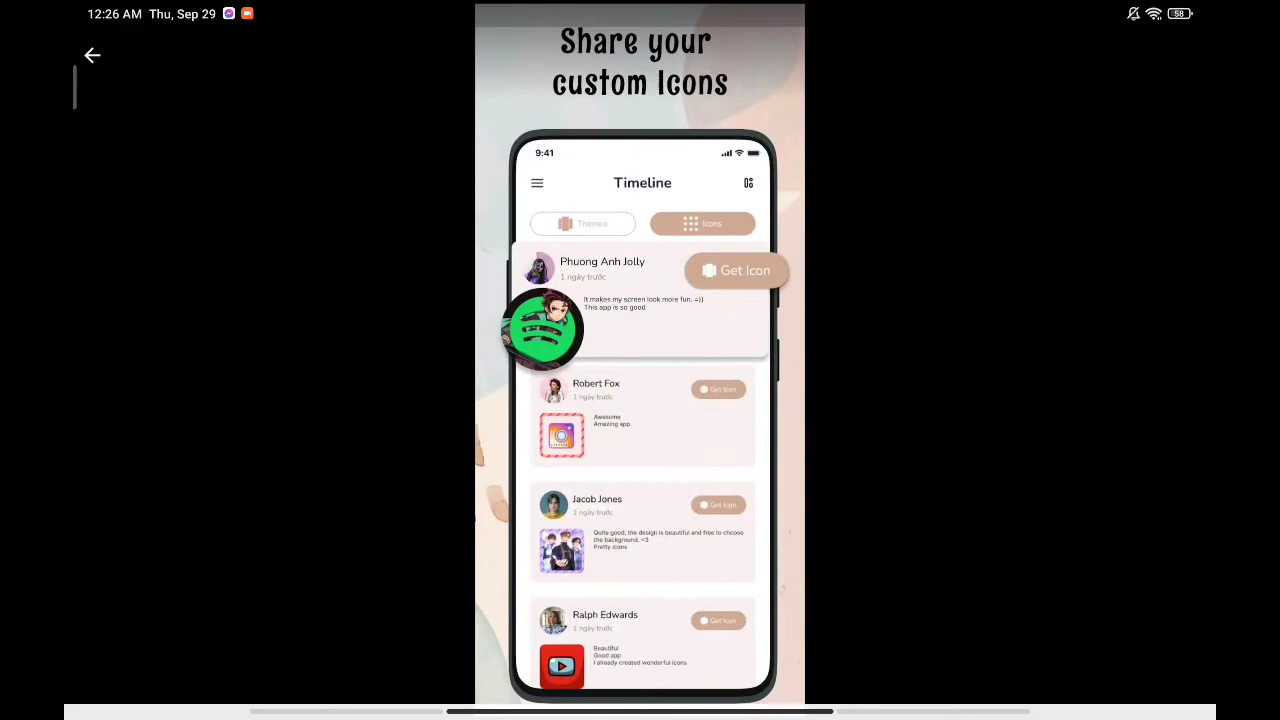 12:26 AM Thu, Sep 29
58
Share your
custom Icons
9:41
Timeline
Themes
Icons
Phuong Anh Jolly
1 ngày trước
Get Icon
It makes my screen look more fun. =))
This app is so good
Robert Fox
1 ngày trước
Get Icon
Awesome
Amazing app
Jacob Jones
1 ngày trước
Get Icon
Quite good, the design is beautiful and free to choose
the background. <3
Pretty icons
Ralph Edwards
1 ngày trước
Get Icon
Beautiful
Good app
I already created wonderful icons